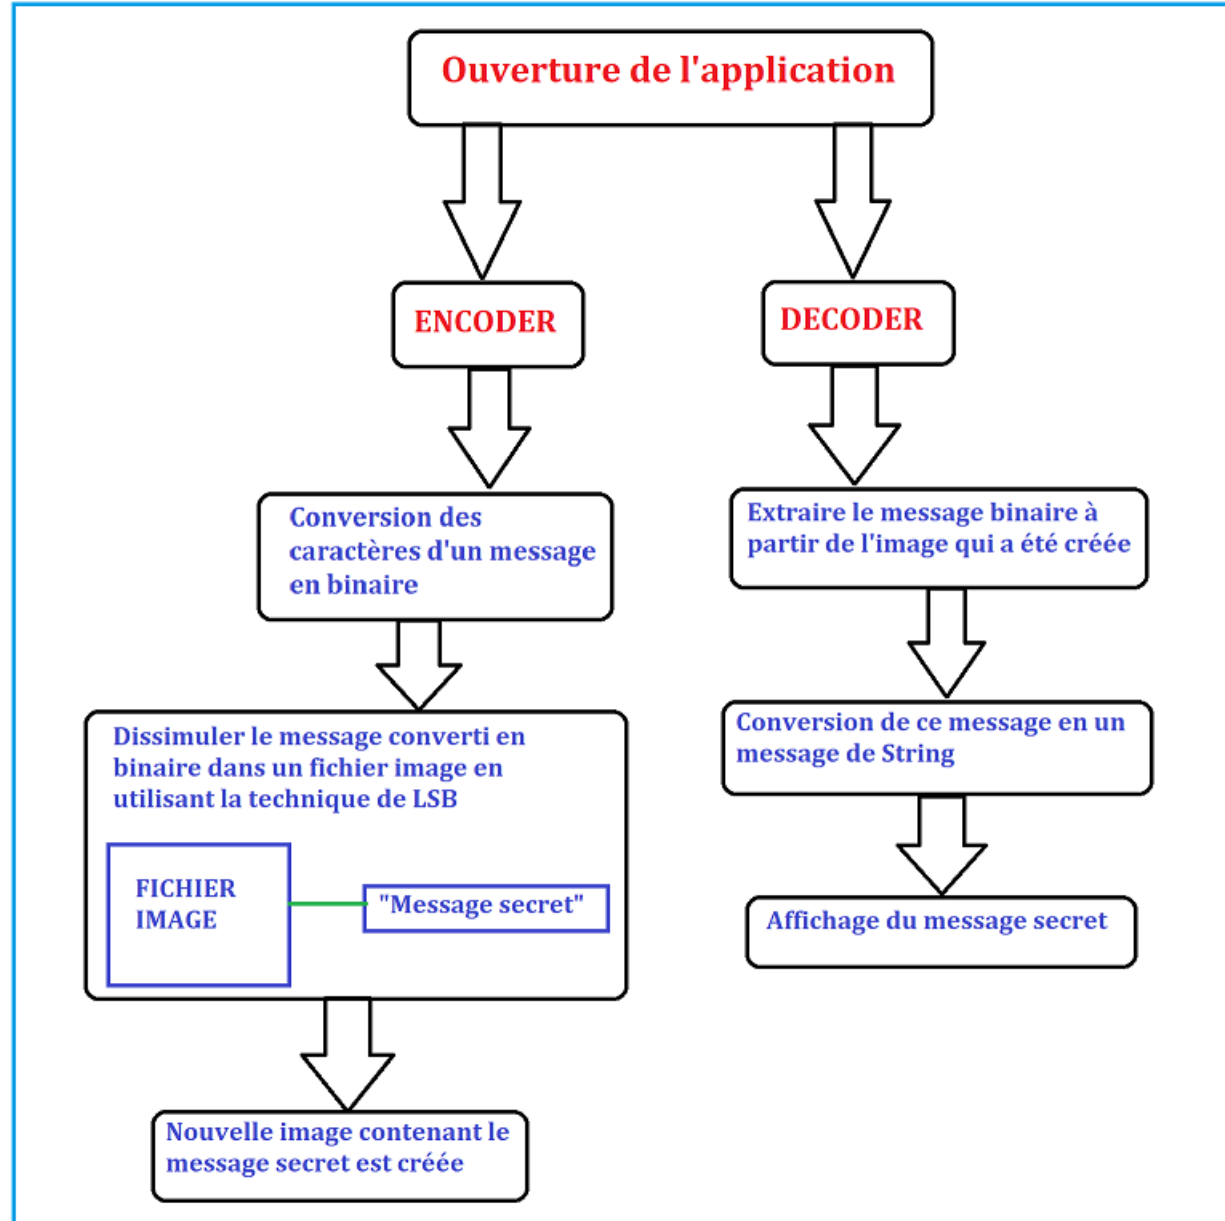 Ouverture de l'application
ENCODER
DECODER
Conversion des
caractères d'un message
en binaire
Extraire le message binaire à
partir de l'image qui a été créée
Dissimuler le message converti en
binaire dans un fichier image en
utilisant la technique de LSB
FICHIER
IMAGE
"Message secret"
Conversion de ce message en un
message de String
Affichage du message secret
Nouvelle image contenant le
message secret est créée